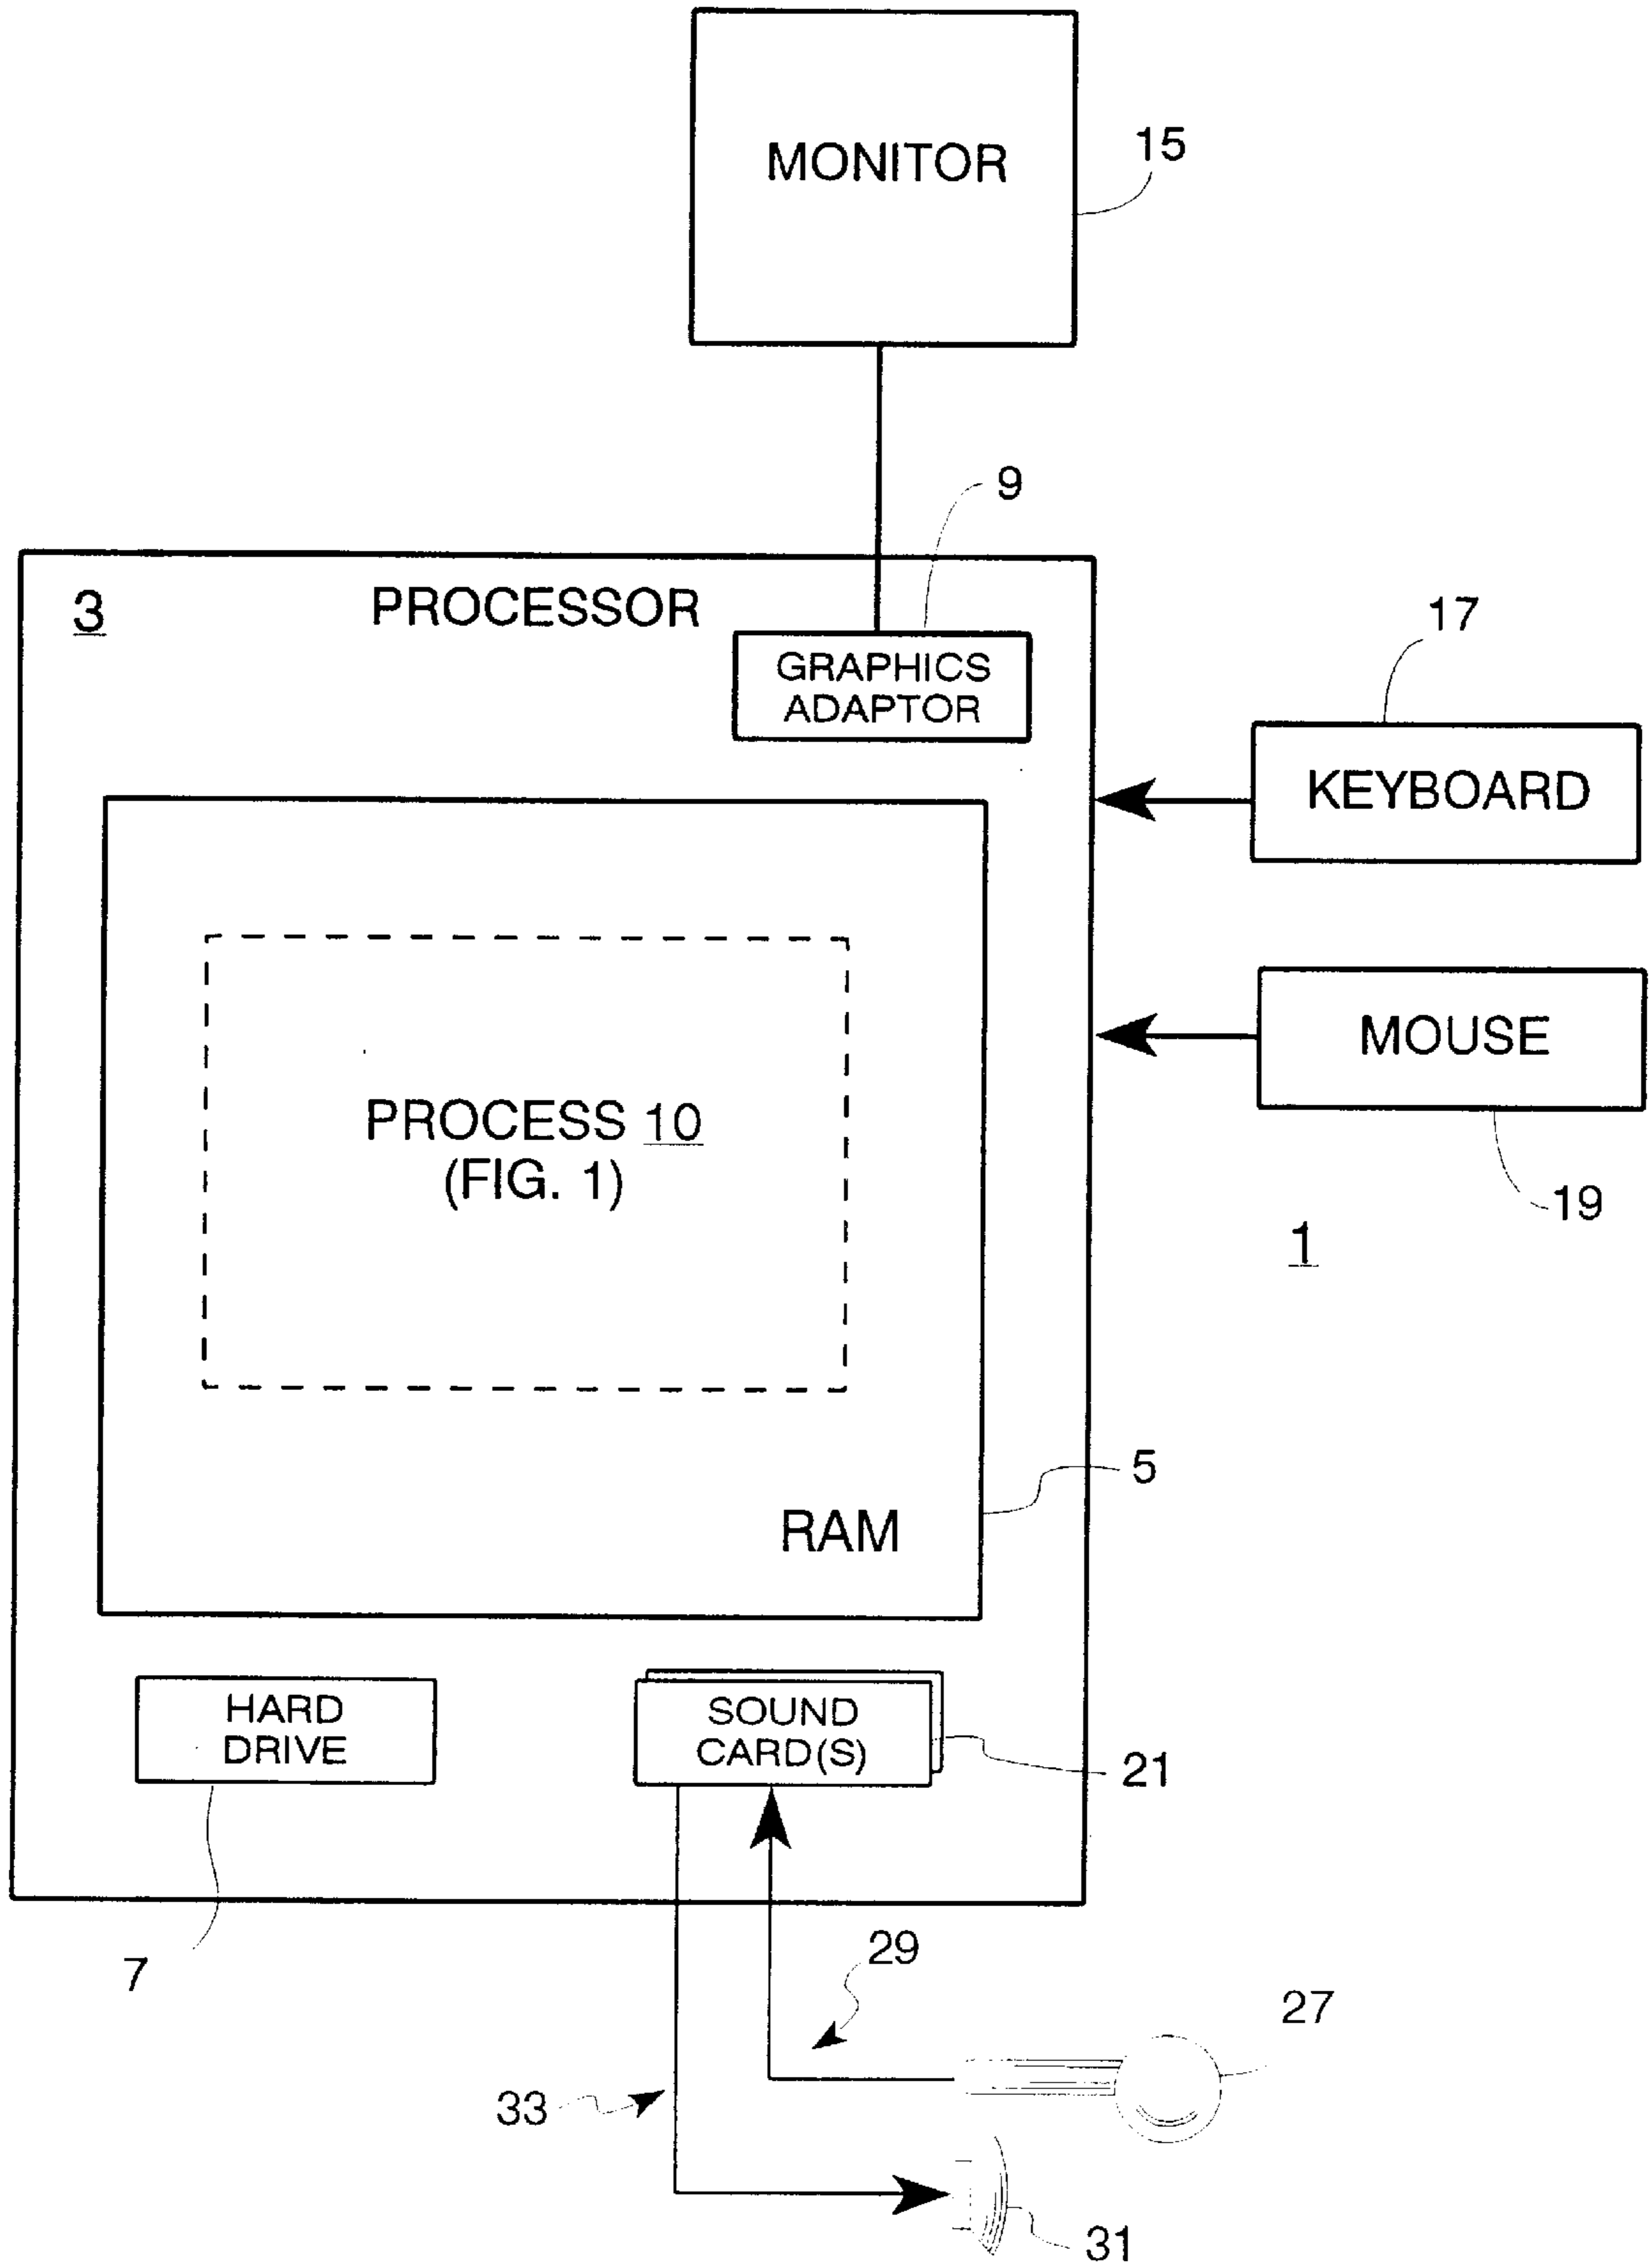 MONITOR
15
9
3
PROCESSOR
GRAPHICS
ADAPTOR
17
KEYBOARD
MOUSE
19
1
PROCESS 10
(FIG. 1)
5
RAM
HARD
DRIVE
SOUND
CARD(S)
21
7
29
27
33
31